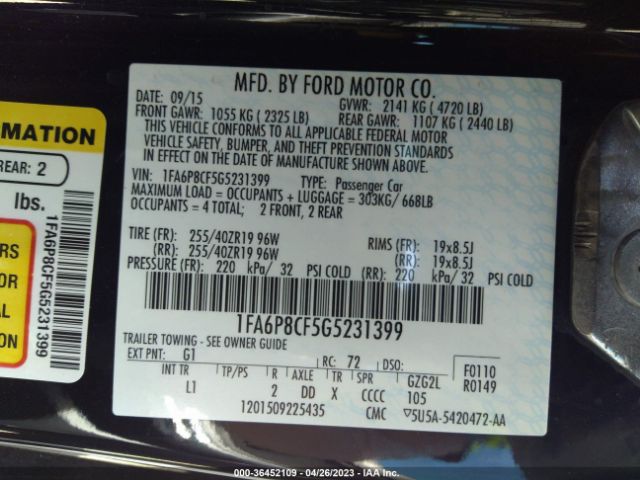 MFD. BY FORD MOTOR CO.
DATE: 09/15 GVWR: 2141 KG ( 4720 LB)
FRONT GAWR: 1055 KG ( 2325 LB) REAR GAWR: 1107 KG ( 2440 LB)
THIS VEHICLE CONFORMS TO ALL APPLICABLE FEDERAL MOTOR
VEHICLE SAFETY, BUMPER, AND THEFT PREVENTION STANDARDS
IN EFFECT ON THE DATE OF MANUFACTURE SHOWN ABOVE.
VIN: 1FA6P8CF5G5231399 TYPE: Passenger Car
MAXIMUM LOAD = OCCUPANTS + LUGGAGE = 303KG/ 668LB
OCCUPANTS = 4 TOTAL: 2 FRONT, 2 REAR
TIRE (FR): 255/40ZR19 96W RIMS (FR): 19x8.5J
(RR): 255/40ZR19 96W (RR): 19x8.5J
PRESSURE (FR): 220 kPa/ 32 PSI COLD (RR) 220 kPa/ 32 PSI COLD
1FA6P8CF5G5231399
TRAILER TOWING - SEE OWNER GUIDE
EXT PNT: G1 RC: 72 DSO: F0110
INT TR TP/PS R AXLE TR SPR GZG2L R0149
L1 2 DD X CCCC 105
1201509225435 CMC ▽5U5A-5420472-AA
RMATION
REAR: 2
lbs.
ERS
OR
AL
ON
1FA6P8CF5G5231399
000-36452109 - 04/26/2023 - IAA Inc.